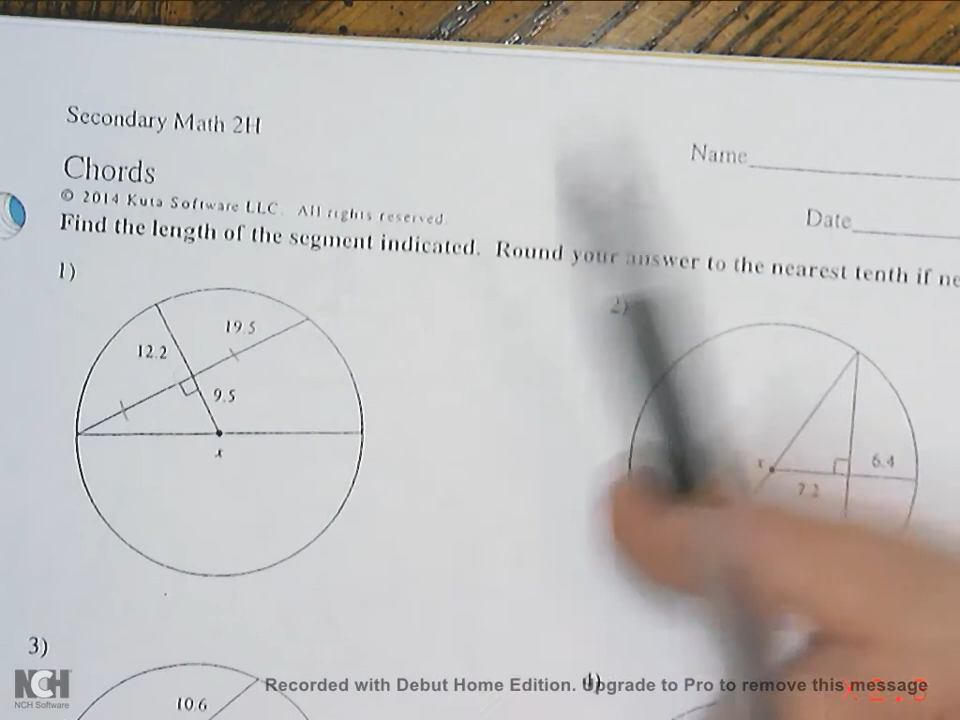 Secondary Math 2H
Name
Chords
© 2014 Kuta Software LLC. All rights reserved.
Date
Find the length of the segment indicated. Round your answer to the nearest tenth if ne
1)
19.5
12.2
9.5
x
2)
x
6.4
7.2
3)
10.6
4)
NCH
NCH Software
Recorded with Debut Home Edition. Upgrade to Pro to remove this message